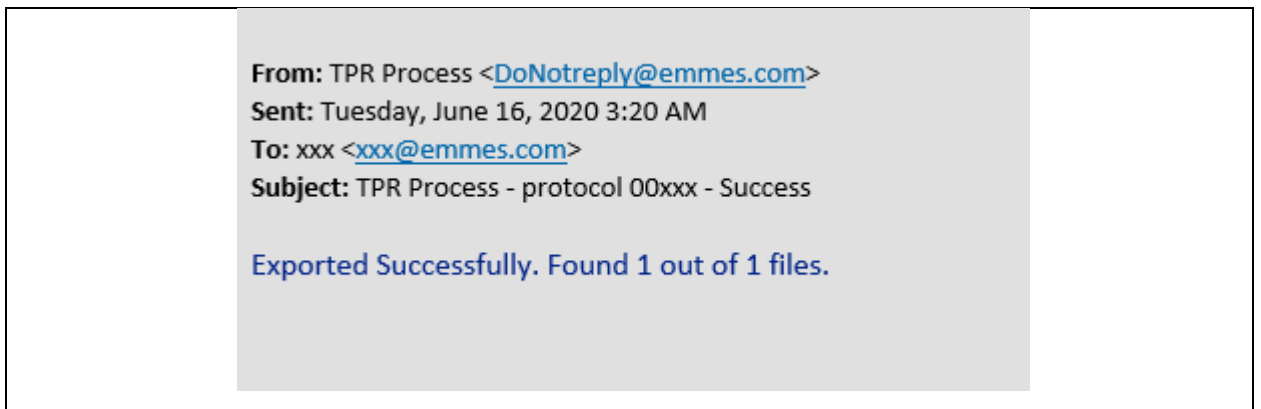 From: TPR Process <DoNotreply@emmes.com>
Sent: Tuesday, June 16, 2020 3:20 AM
To: xxx <xxx@emmes.com>
Subject: TPR Process - protocol 00xxx - Success
Exported Successfully. Found 1 out of 1 files.